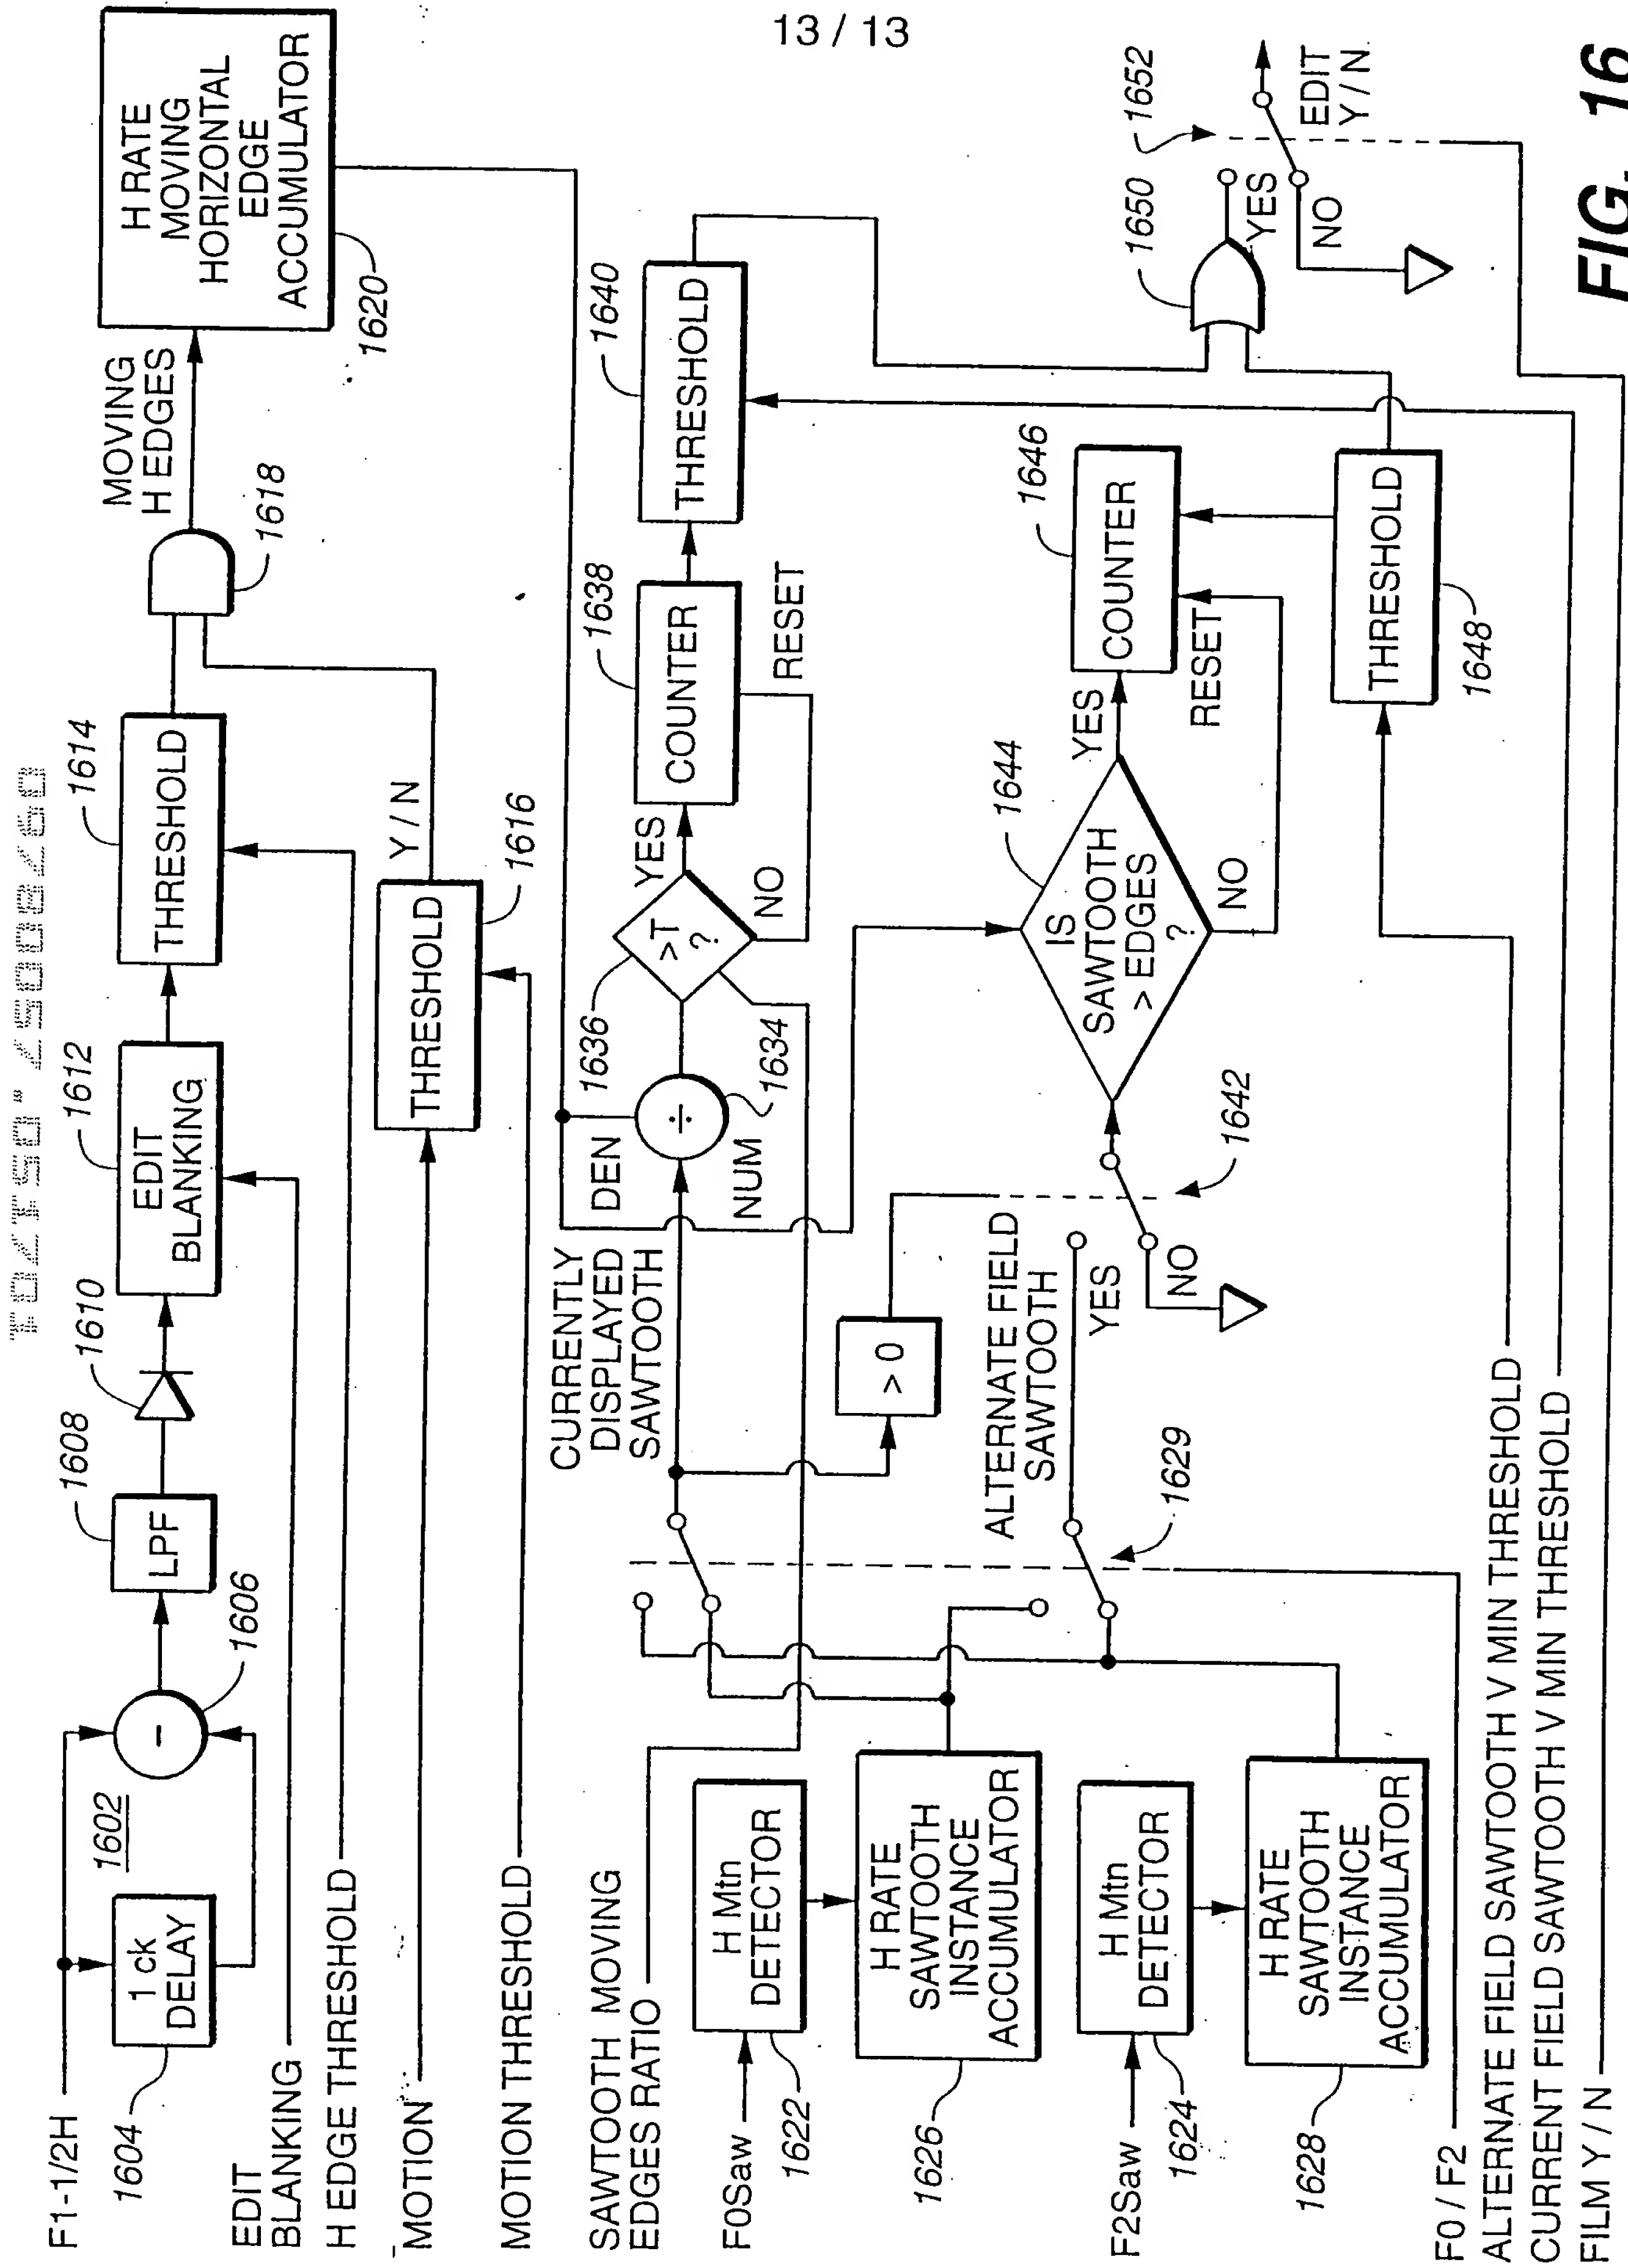 13 / 13
F1-1/2H
1 ck
DELAY
1604
1602
-
1606
LPF
1608
1610
EDIT
BLANKING
1612
THRESHOLD
1614
1618
MOVING
H EDGES
H RATE
MOVING
HORIZONTAL
EDGE
ACCUMULATOR
1620
EDIT
BLANKING
H EDGE THRESHOLD
MOTION
THRESHOLD
1616
Y / N
MOTION THRESHOLD
SAWTOOTH MOVING
EDGES RATIO
CURRENTLY
DISPLAYED
SAWTOOTH
DEN
NUM
÷
1634
>T
?
1636
YES
NO
COUNTER
1638
RESET
THRESHOLD
1640
F0Saw
H Mtn
DETECTOR
1622
H RATE
SAWTOOTH
INSTANCE
ACCUMULATOR
1626
F2Saw
H Mtn
DETECTOR
1624
H RATE
SAWTOOTH
INSTANCE
ACCUMULATOR
1628
1629
> 0
ALTERNATE FIELD
SAWTOOTH
YES
NO
1642
IS
SAWTOOTH
> EDGES
?
1644
YES
NO
COUNTER
1646
RESET
THRESHOLD
1648
1650
1652
YES
NO
EDIT
Y / N
F0 / F2
ALTERNATE FIELD SAWTOOTH V MIN THRESHOLD
CURRENT FIELD SAWTOOTH V MIN THRESHOLD
FILM Y / N
FIG. 16